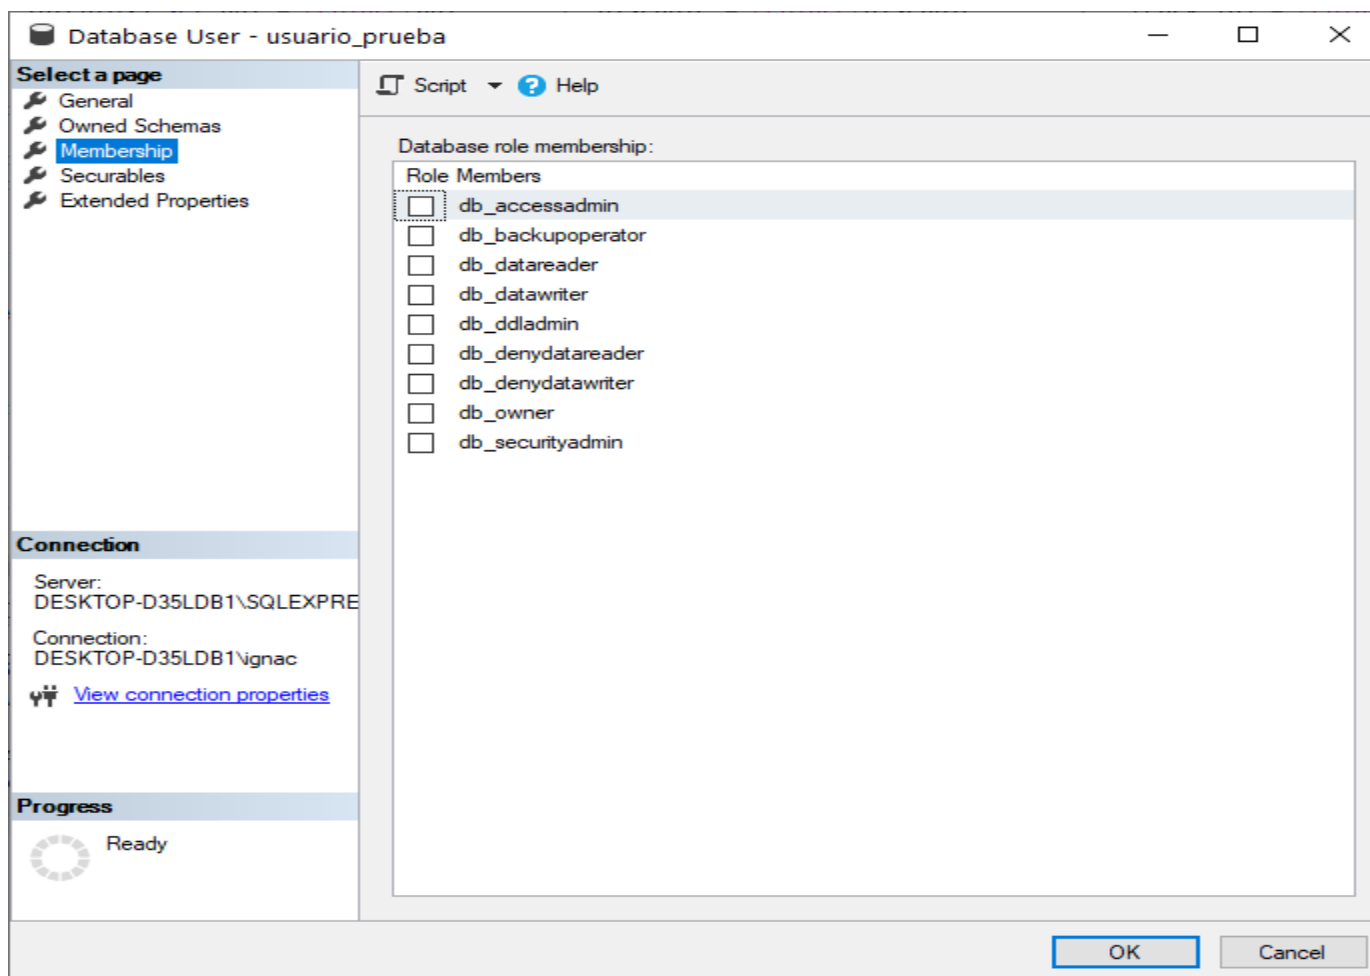 Database User - usuario_prueba
Select a page
General
Owned Schemas
Membership
Securables
Extended Properties
Script
Help
Database role membership:
Role Members
db_accessadmin
db_backupoperator
db_datareader
db_datawriter
db_ddladmin
db_denydatareader
db_denydatawriter
db_owner
db_securityadmin
Connection
Server:
DESKTOP-D35LDB1\SQLEXPRE
Connection:
DESKTOP-D35LDB1\ignac
View connection properties
Progress
Ready
OK
Cancel